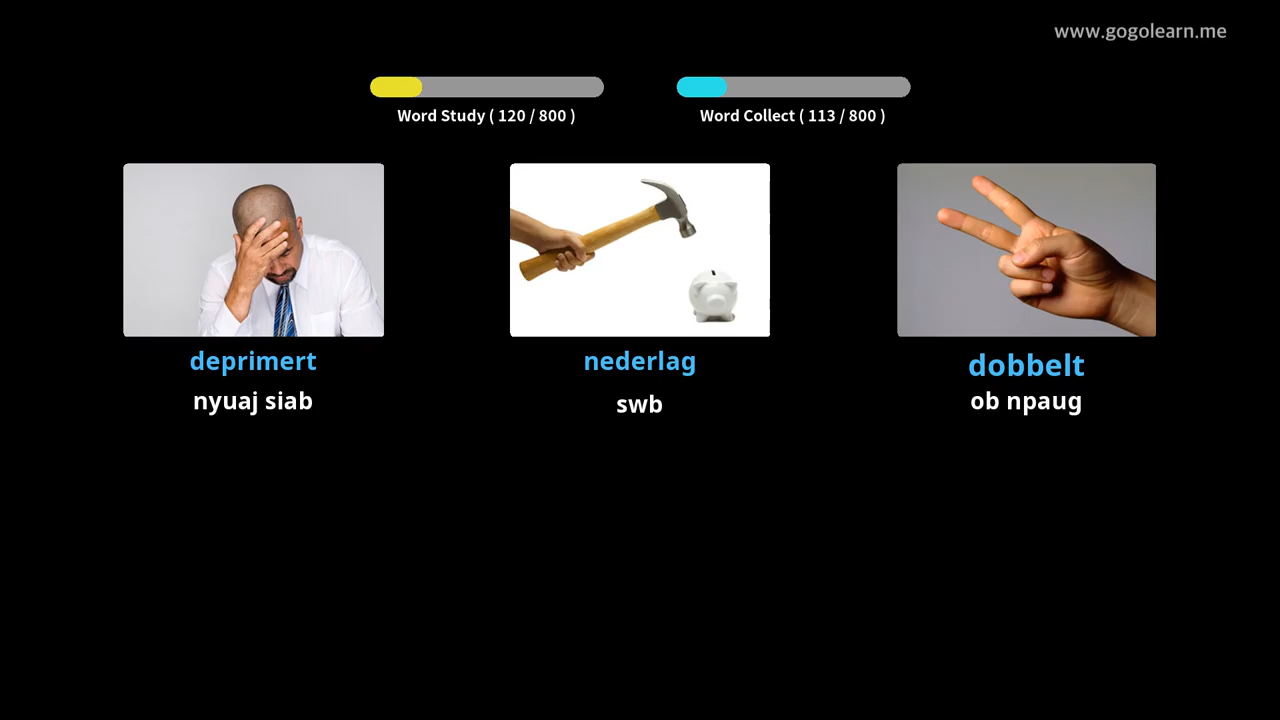 www.gogolearn.me
Word Study ( 120 / 800 )
Word Collect ( 113 / 800 )
deprimert
nyuaj siab
nederlag
swb
dobbelt
ob npaug